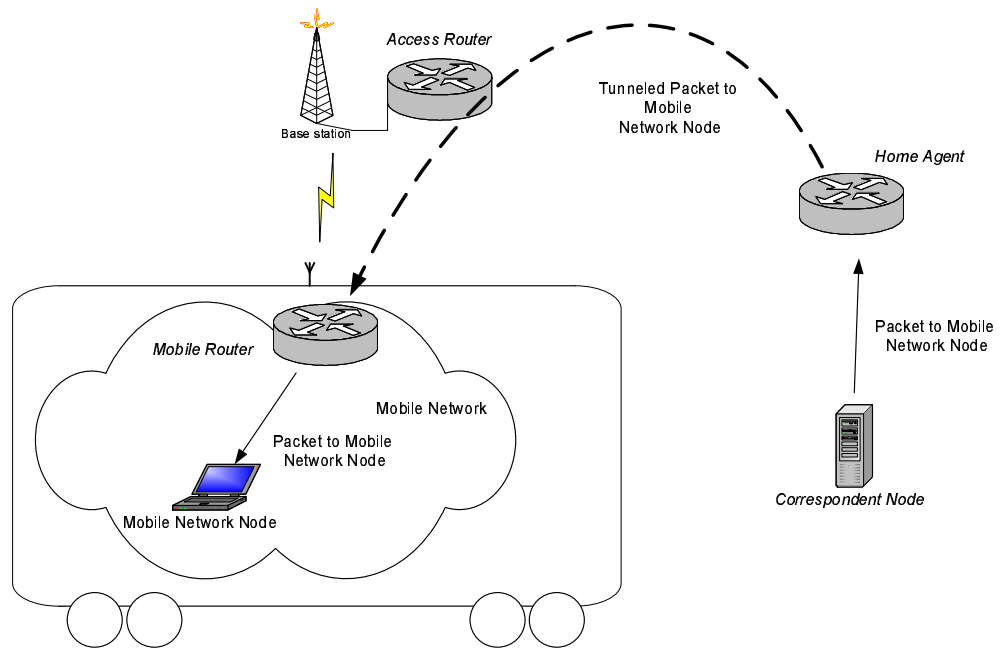 Access Router
Base station
Tunneled Packet to
Mobile
Network Node
Home Agent
Packet to Mobile
Network Node
Correspondent Node
Mobile Router
Mobile Network
Packet to Mobile
Network Node
Mobile Network Node